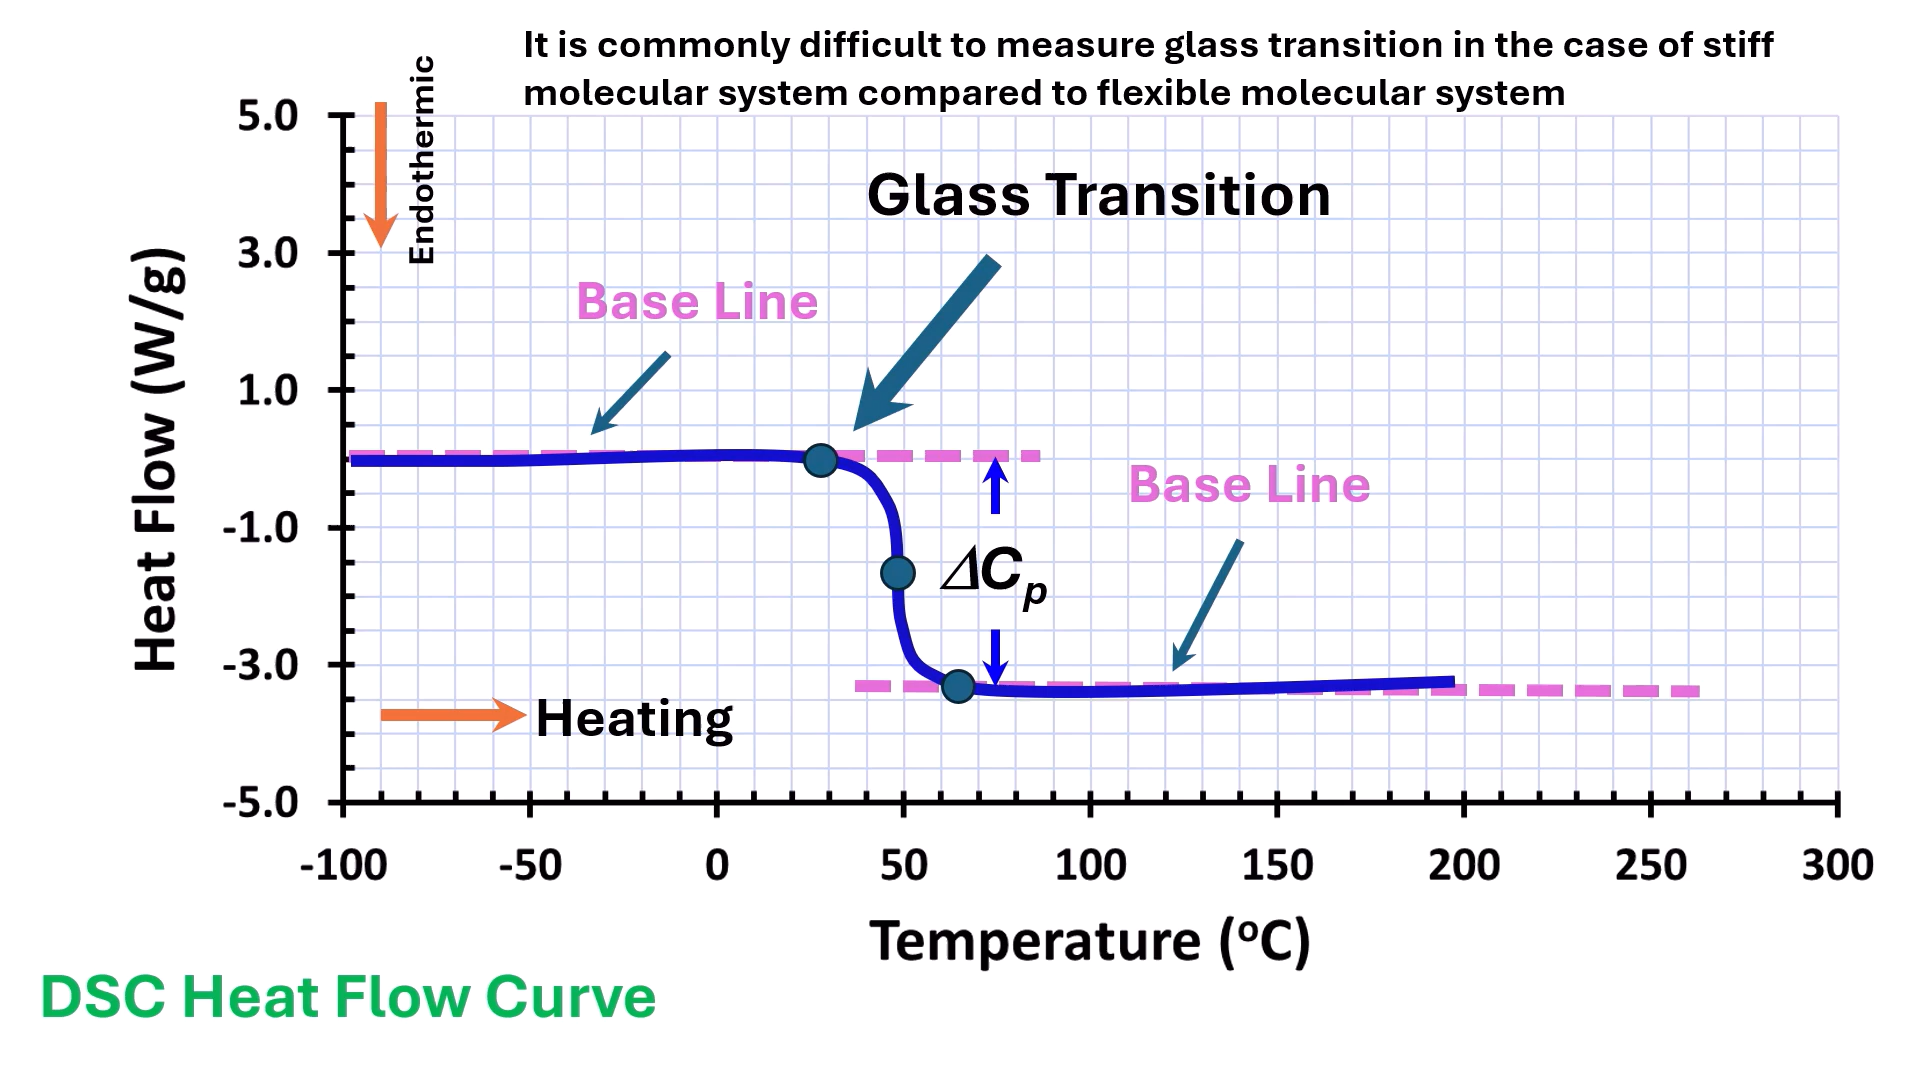 It is commonly difficult to measure glass transition in the case of stiff
molecular system compared to flexible molecular system
Endothermic
Glass Transition
Base Line
Base Line
ΔCp
Heating
Heat Flow (W/g)
5.0
3.0
1.0
-1.0
-3.0
-5.0
-100 -50 0 50 100 150 200 250 300
Temperature (oC)
DSC Heat Flow Curve